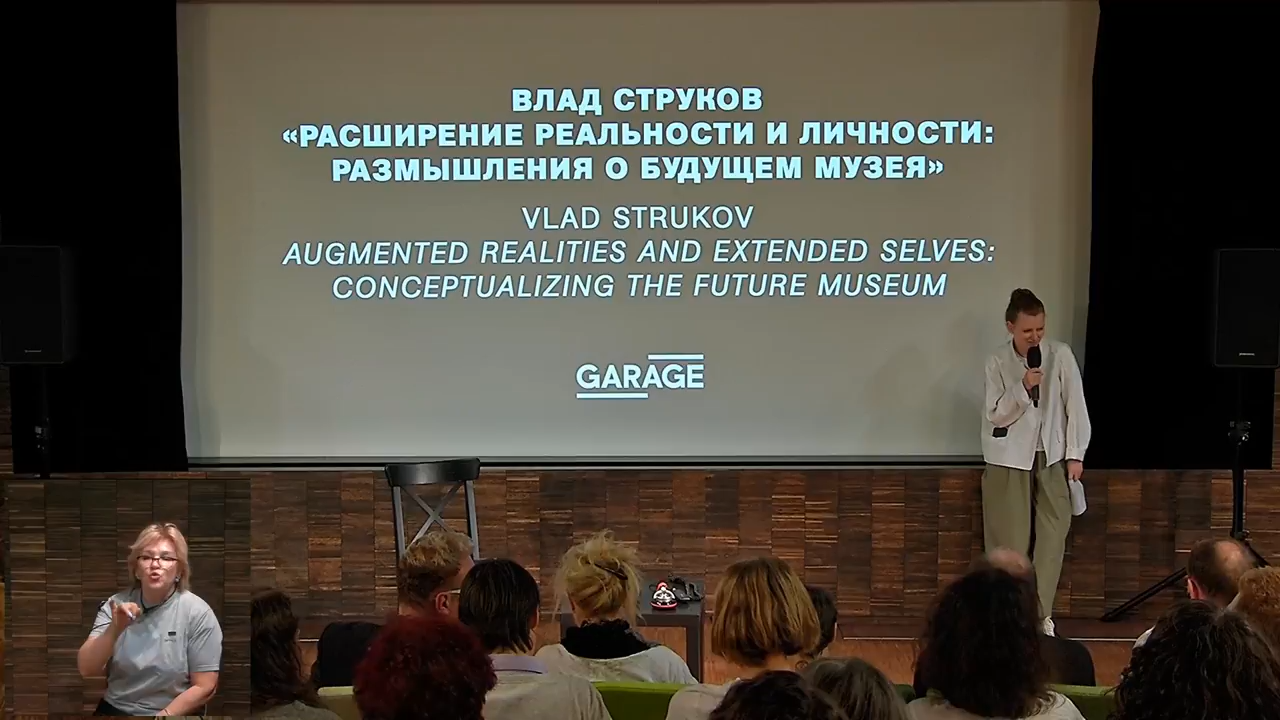 ВЛАД СТРУКОВ
«РАСШИРЕНИЕ РЕАЛЬНОСТИ И ЛИЧНОСТИ:
РАЗМЫШЛЕНИЯ О БУДУЩЕМ МУЗЕЯ»
VLAD STRUKOV
AUGMENTED REALITIES AND EXTENDED SELVES:
CONCEPTUALIZING THE FUTURE MUSEUM
GARAGE